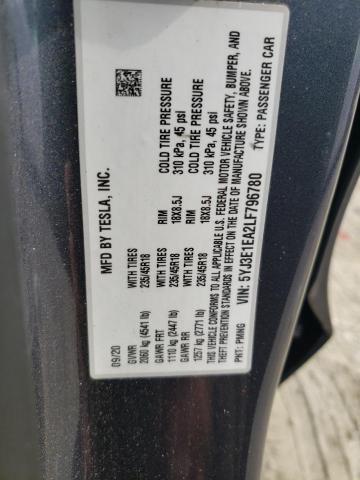 MFD BY TESLA, INC.
09/20
GVWR WITH TIRES RIM COLD TIRE PRESSURE
2060 kg (4541 lb) 235/45R18 18X8.5J 310 kPa, 45 psi
GAWR FRT WITH TIRES RIM COLD TIRE PRESSURE
1110 kg (2447 lb) 235/45R18 18X8.5J 310 kPa, 45 psi
GAWR RR
1257 kg (2771 lb)
THIS VEHICLE CONFORMS TO ALL APPLICABLE U.S. FEDERAL MOTOR VEHICLE SAFETY, BUMPER, AND
THEFT PREVENTION STANDARDS IN EFFECT ON THE DATE OF MANUFACTURE SHOWN ABOVE.
VIN: 5YJ3E1EA2LF796780
PNT: PMNG TYPE: PASSENGER CAR